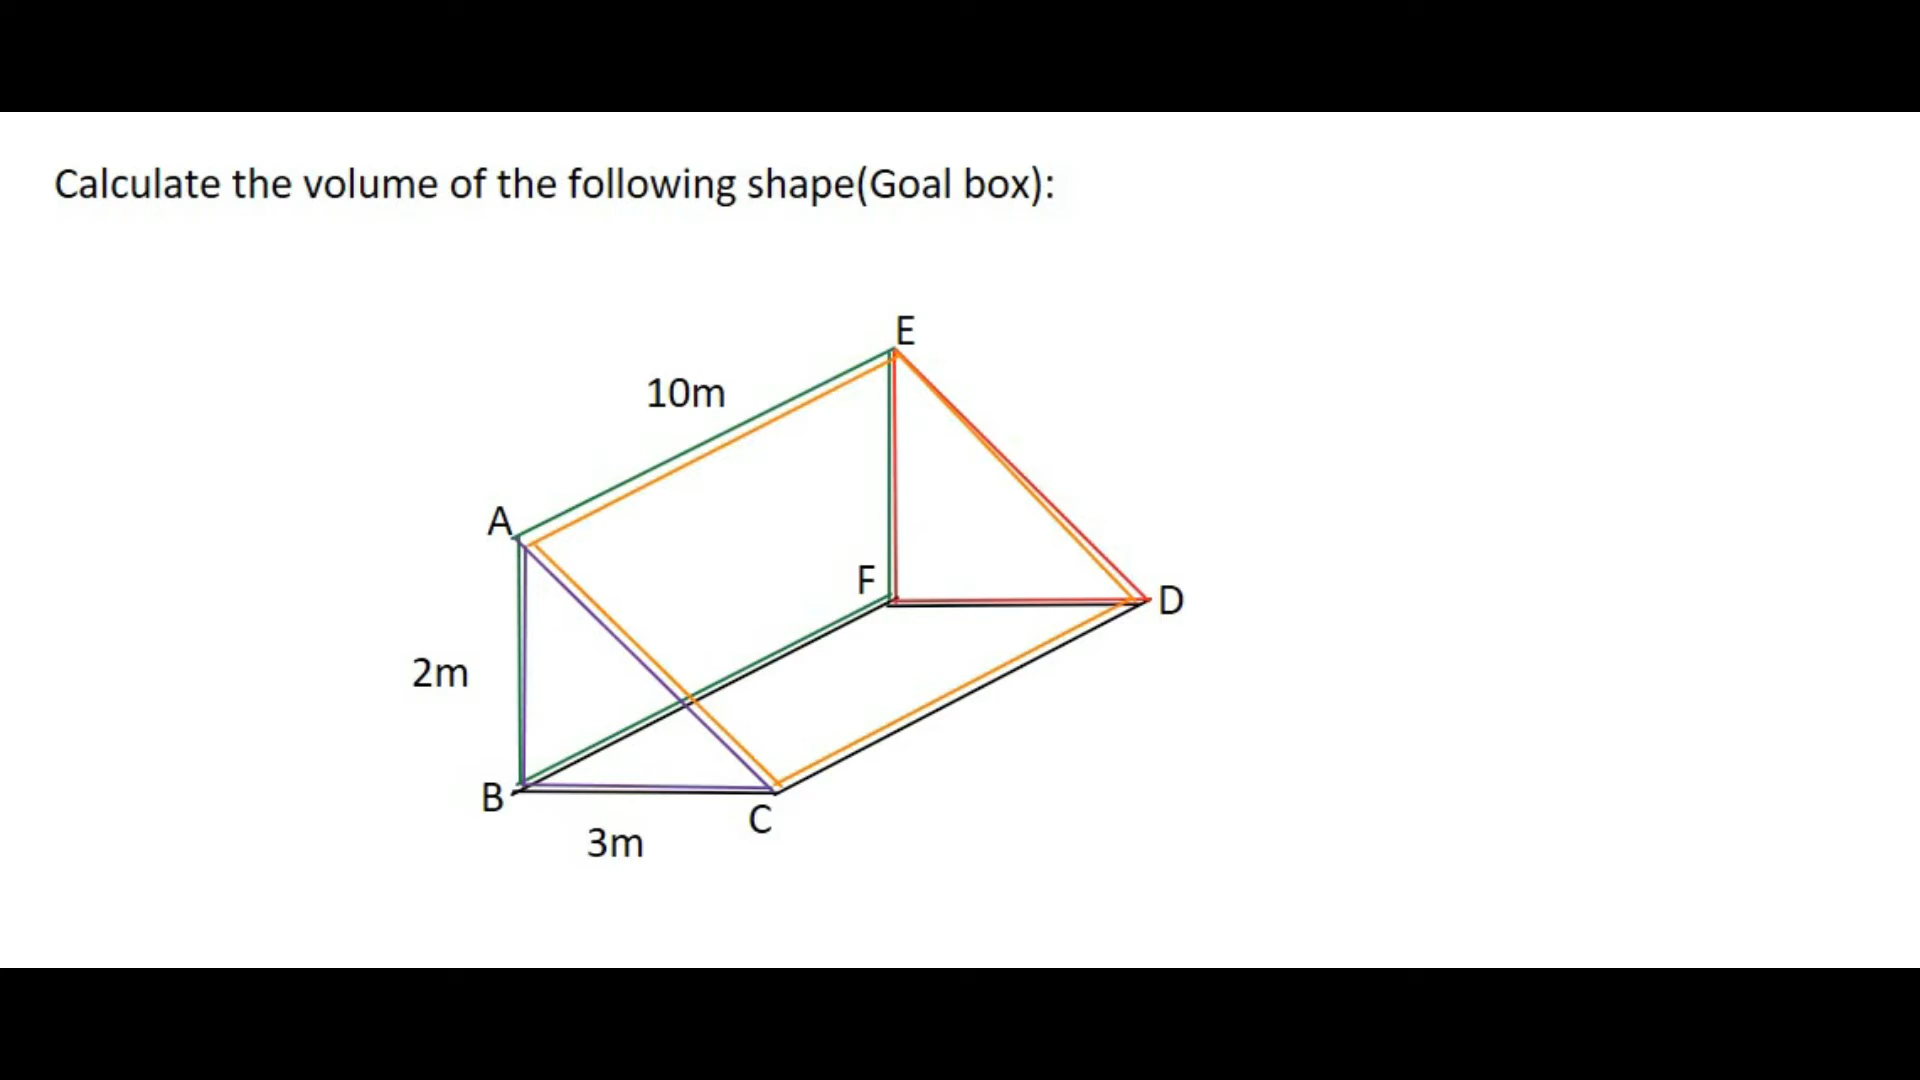 Calculate the volume of the following shape(Goal box):
E
10m
A
F
D
2m
B
C
3m